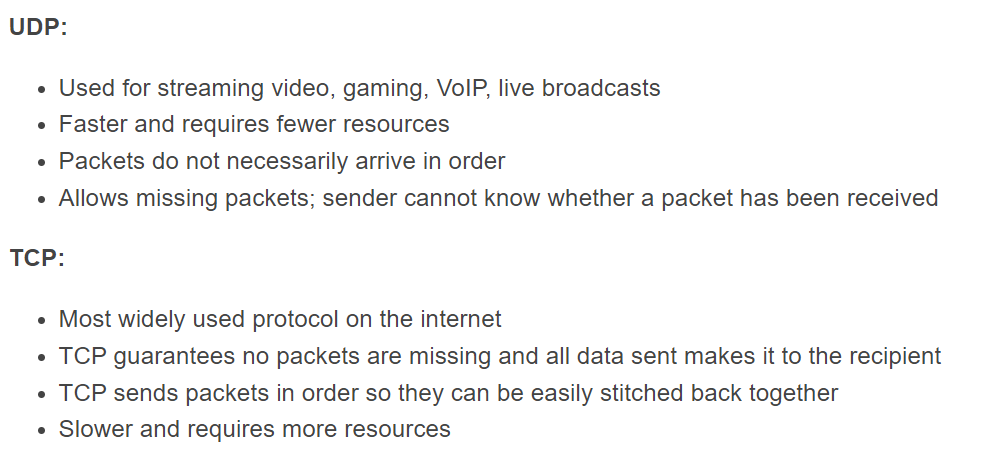 UDP:
• Used for streaming video, gaming, VoIP, live broadcasts
• Faster and requires fewer resources
• Packets do not necessarily arrive in order
• Allows missing packets; sender cannot know whether a packet has been received
TCP:
• Most widely used protocol on the internet
• TCP guarantees no packets are missing and all data sent makes it to the recipient
• TCP sends packets in order so they can be easily stitched back together
• Slower and requires more resources